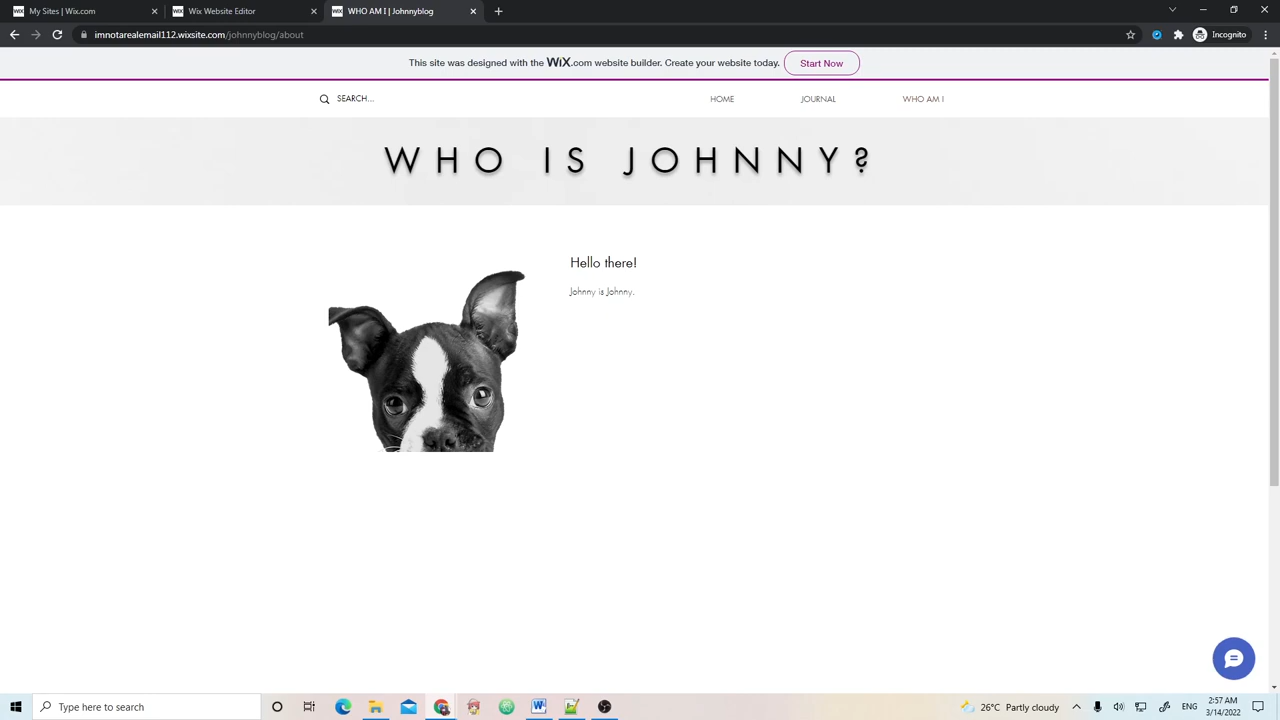 My Sites | Wix.com
Wix Website Editor
WHO AM I | Johnnyblog
imnotarealemail112.wixsite.com/johnnyblog/about
Incognito
This site was designed with the WiX.com website builder. Create your website today.
Start Now
SEARCH...
HOME
JOURNAL
WHO AM I
WHO IS JOHNNY?
Hello there!
Johnny is Johnny.
Type here to search
26°C Partly cloudy
ENG
2:57 AM
3/14/2022